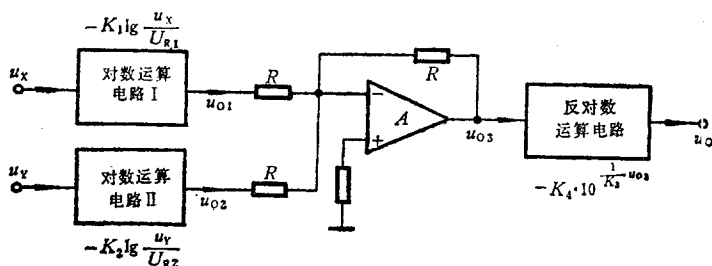 -K₁lg u_X/U_R1
u_X
对数运算
电路 I
u_O1
R
R
−
+
A
u_O3
反对数
运算电路
u_O
-K₄·10^(1/K₃·u_O3)
u_Y
对数运算
电路 II
u_O2
R
-K₂lg u_Y/U_R2